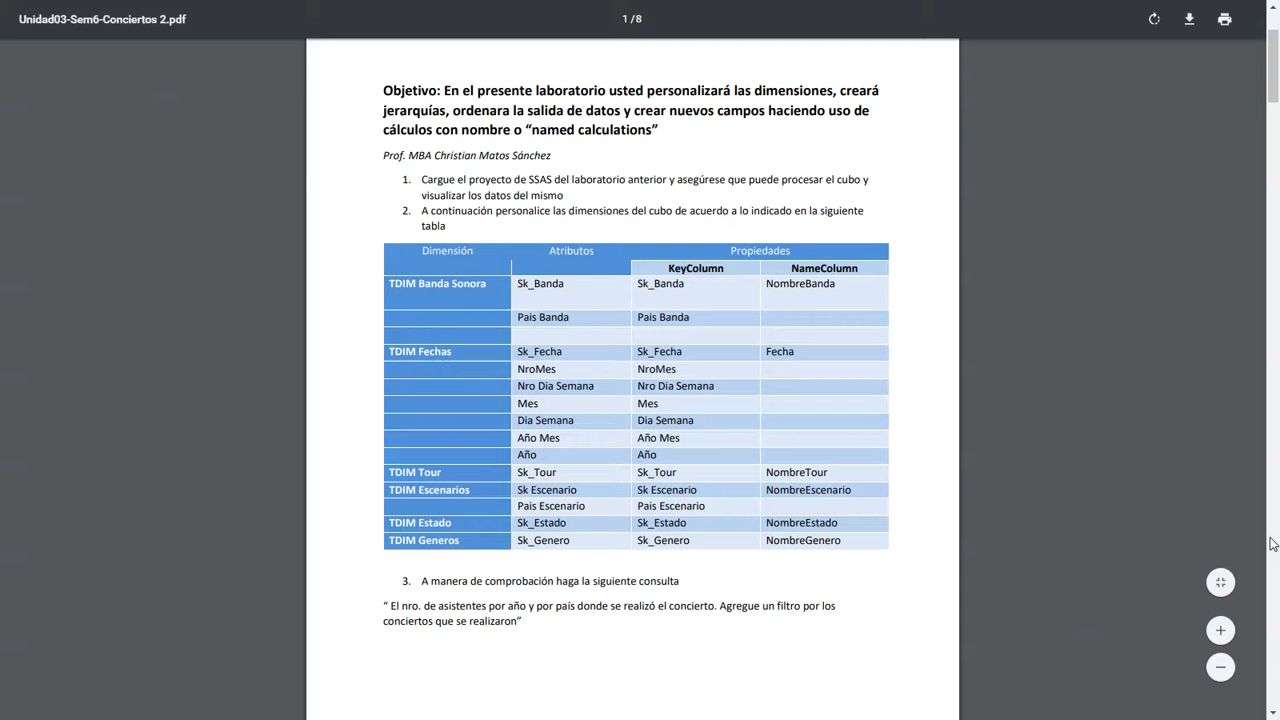 Unidad03-Sem6-Conciertos 2.pdf
1 / 8
Objetivo: En el presente laboratorio usted personalizará las dimensiones, creará
jerarquías, ordenara la salida de datos y crear nuevos campos haciendo uso de
cálculos con nombre o “named calculations”
Prof. MBA Christian Matos Sánchez
1. Cargue el proyecto de SSAS del laboratorio anterior y asegúrese que puede procesar el cubo y
visualizar los datos del mismo
2. A continuación personalice las dimensiones del cubo de acuerdo a lo indicado en la siguiente
tabla
Dimensión Atributos Propiedades
KeyColumn NameColumn
TDIM Banda Sonora Sk_Banda Sk_Banda NombreBanda
Pais Banda Pais Banda
TDIM Fechas Sk_Fecha Sk_Fecha Fecha
NroMes NroMes
Nro Dia Semana Nro Dia Semana
Mes Mes
Dia Semana Dia Semana
Año Mes Año Mes
Año Año
TDIM Tour Sk_Tour Sk_Tour NombreTour
TDIM Escenarios Sk Escenario Sk Escenario NombreEscenario
Pais Escenario Pais Escenario
TDIM Estado Sk_Estado Sk_Estado NombreEstado
TDIM Generos Sk_Genero Sk_Genero NombreGenero
3. A manera de comprobación haga la siguiente consulta
“ El nro. de asistentes por año y por país donde se realizó el concierto. Agregue un filtro por los
conciertos que se realizaron”